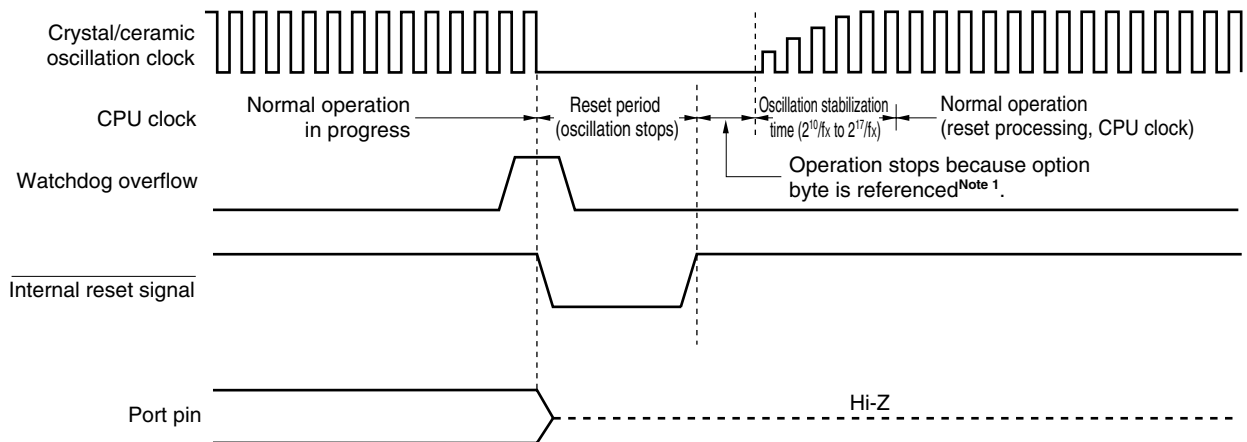 Crystal/ceramic
oscillation clock
CPU clock
Normal operation
in progress
Reset period
(oscillation stops)
Oscillation stabilization
time (2¹⁰/fx to 2¹⁷/fx)
Normal operation
(reset processing, CPU clock)
Operation stops because option
byte is referencedNote 1.
Watchdog overflow
Internal reset signal
Hi-Z
Port pin